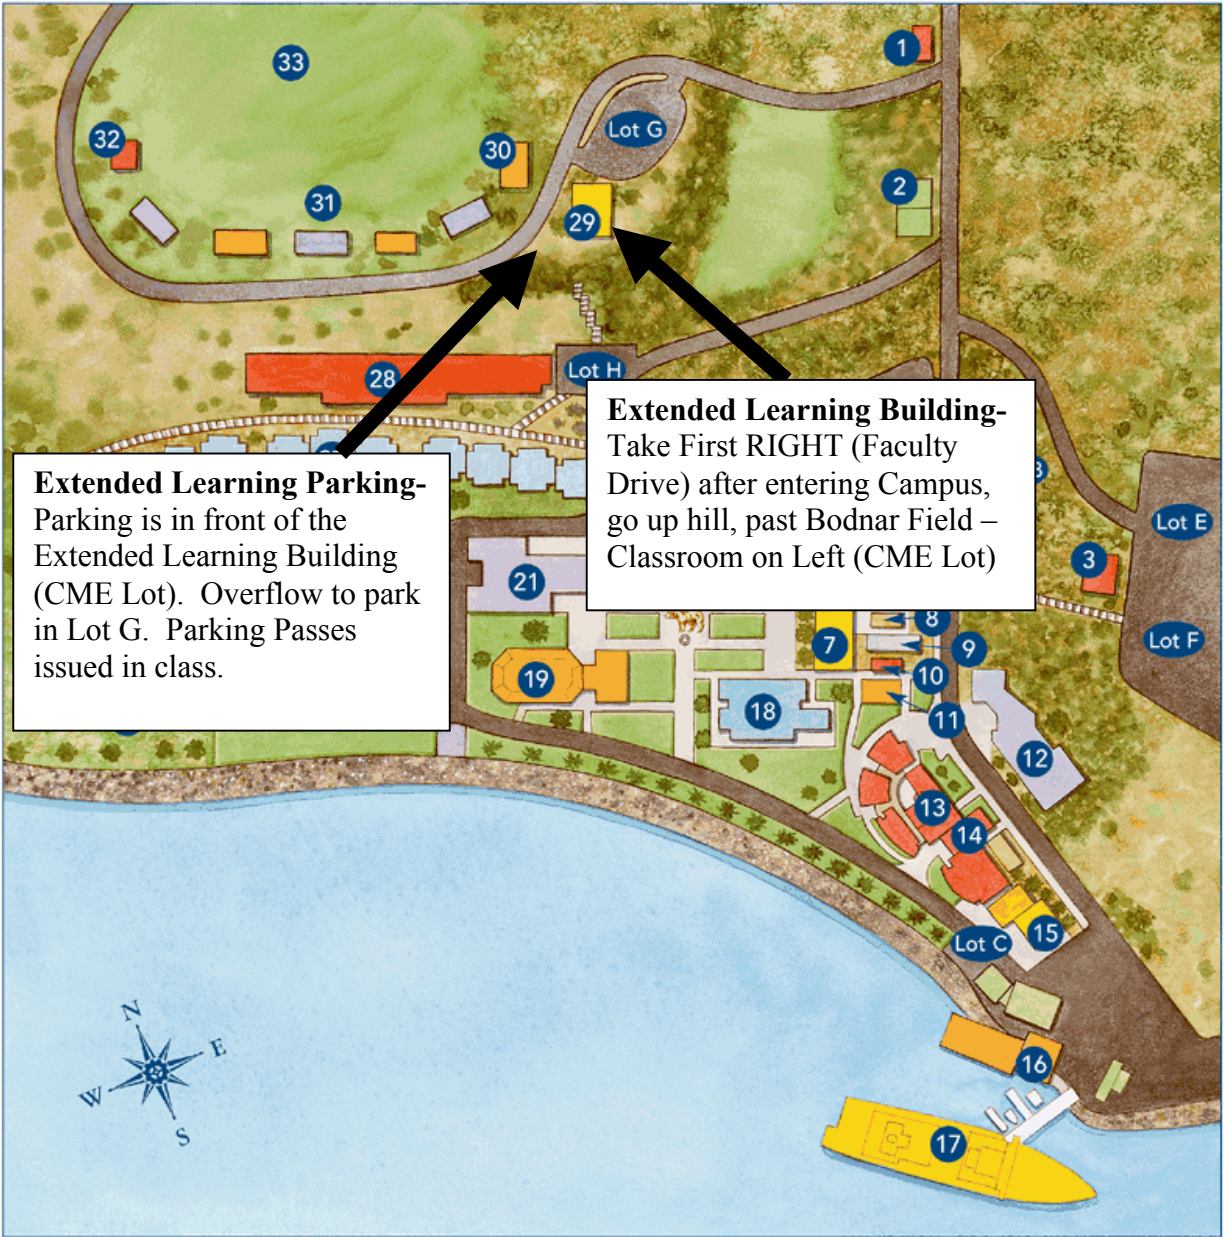 33
1
Lot G
32
30
2
31
29
Lot H
28
Extended Learning Building-
Take First RIGHT (Faculty
Drive) after entering Campus,
go up hill, past Bodnar Field –
Classroom on Left (CME Lot)
Extended Learning Parking-
Parking is in front of the
Extended Learning Building
(CME Lot).  Overflow to park
in Lot G.  Parking Passes
issued in class.
Lot E
3
21
Lot F
8
7
9
19
10
18
11
12
13
14
15
Lot C
N
E
W
S
16
17